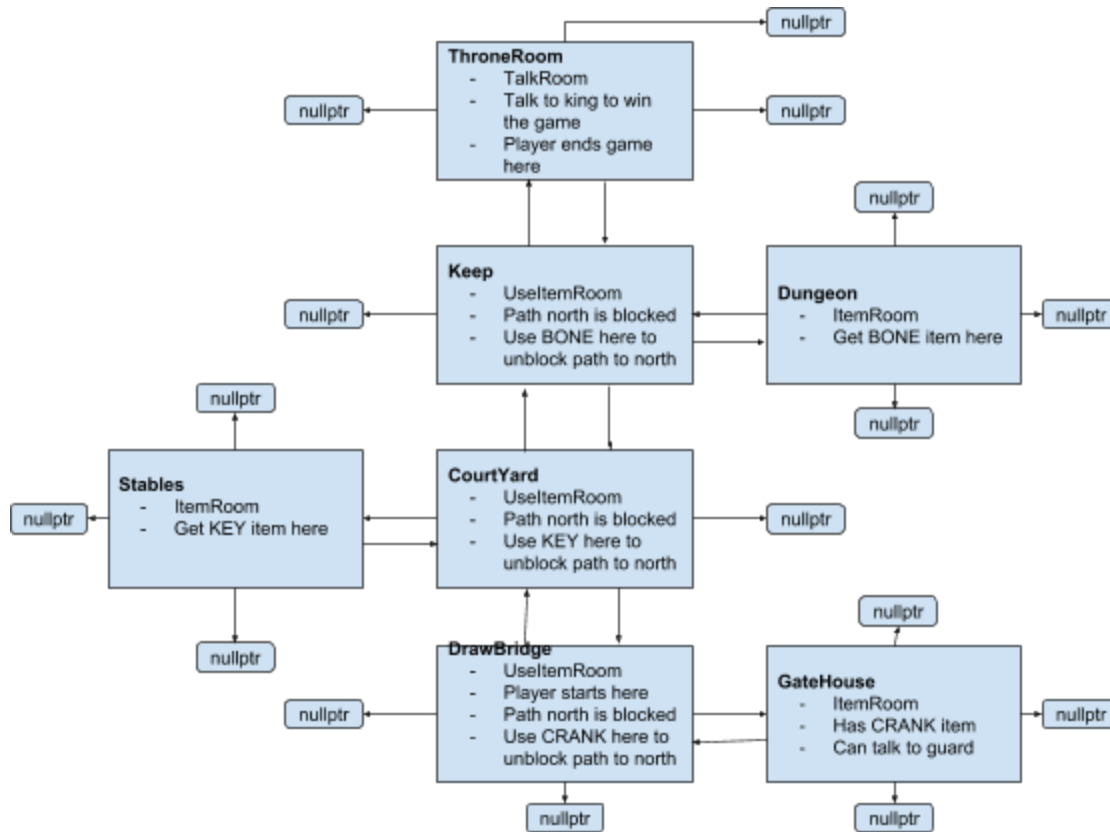 nullptr
ThroneRoom
- TalkRoom
- Talk to king to win
the game
- Player ends game
here
nullptr
nullptr
nullptr
Keep
- UseItemRoom
- Path north is blocked
- Use BONE here to
unblock path to north
nullptr
Dungeon
- ItemRoom
- Get BONE item here
nullptr
nullptr
nullptr
Stables
- ItemRoom
- Get KEY item here
nullptr
CourtYard
- UseItemRoom
- Path north is blocked
- Use KEY here to
unblock path to north
nullptr
nullptr
nullptr
DrawBridge
- UseItemRoom
- Player starts here
- Path north is blocked
- Use CRANK here to
unblock path to north
nullptr
GateHouse
- ItemRoom
- Has CRANK item
- Can talk to guard
nullptr
nullptr
nullptr